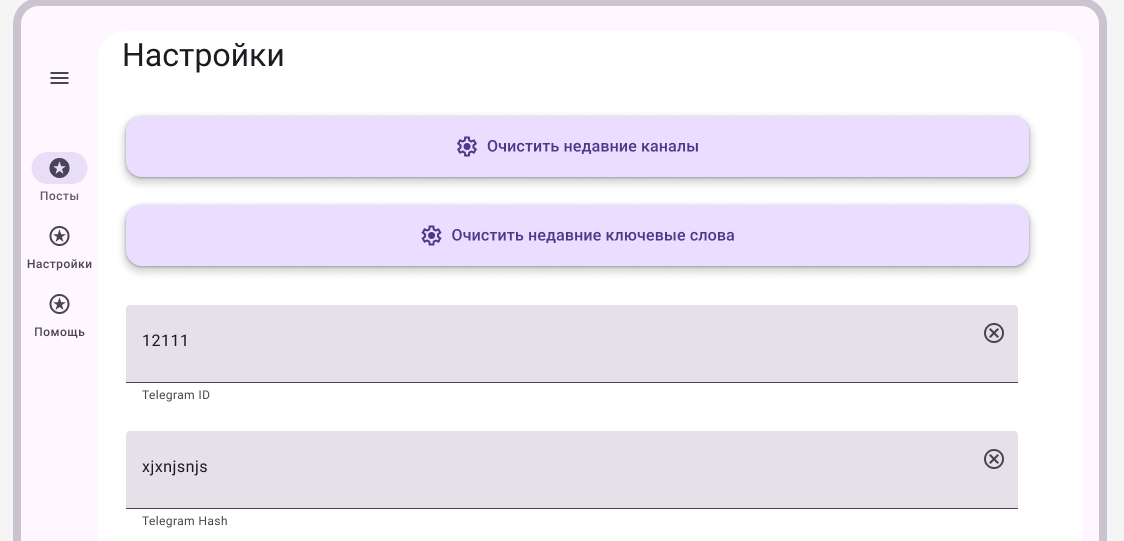 Настройки
Очистить недавние каналы
Посты
Очистить недавние ключевые слова
Настройки
Помощь
12111
Telegram ID
xjxnjsnjs
Telegram Hash